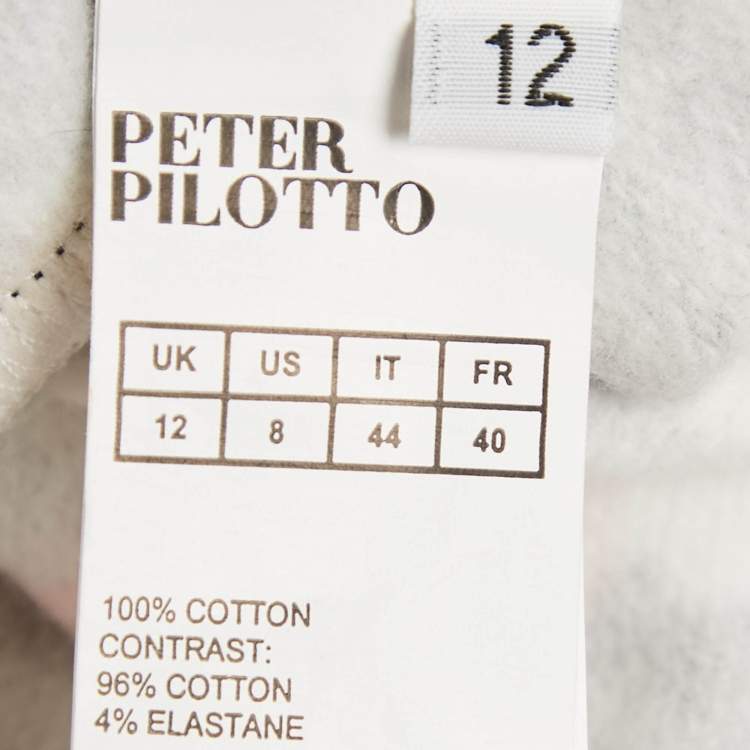 12
PETER
PILOTTO
UK US IT FR
12 8 44 40
100% COTTON
CONTRAST:
96% COTTON
4% ELASTANE